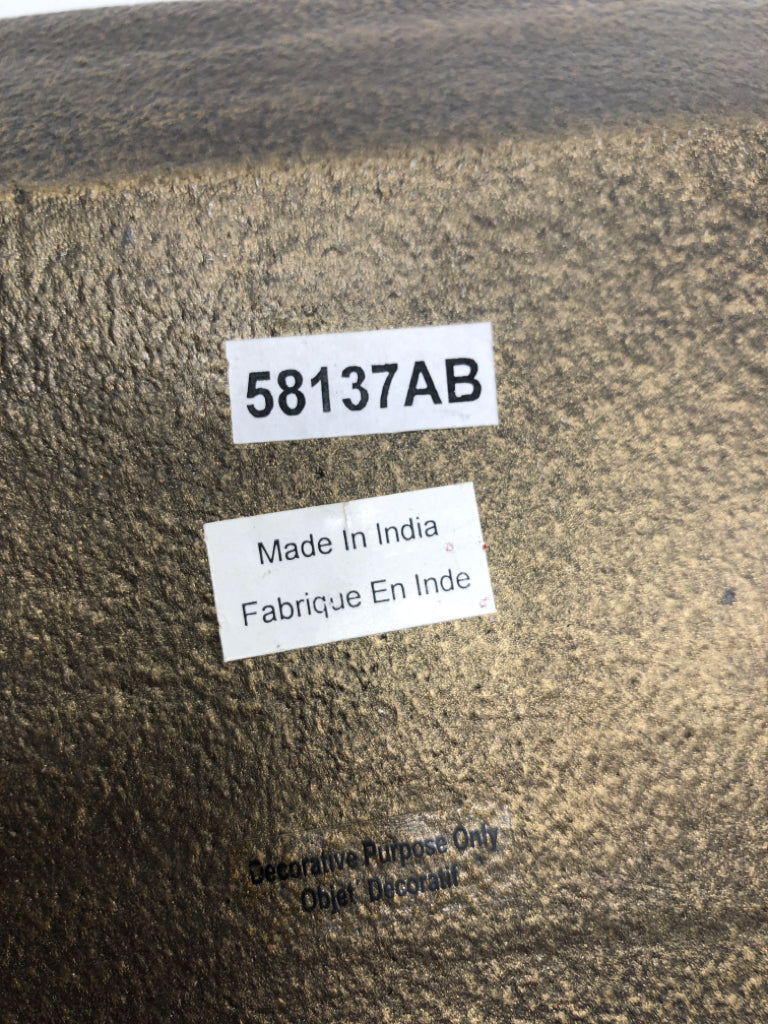 58137AB
Made In India
Fabrique En Inde
Decorative Purpose Only
Objet Decoratif